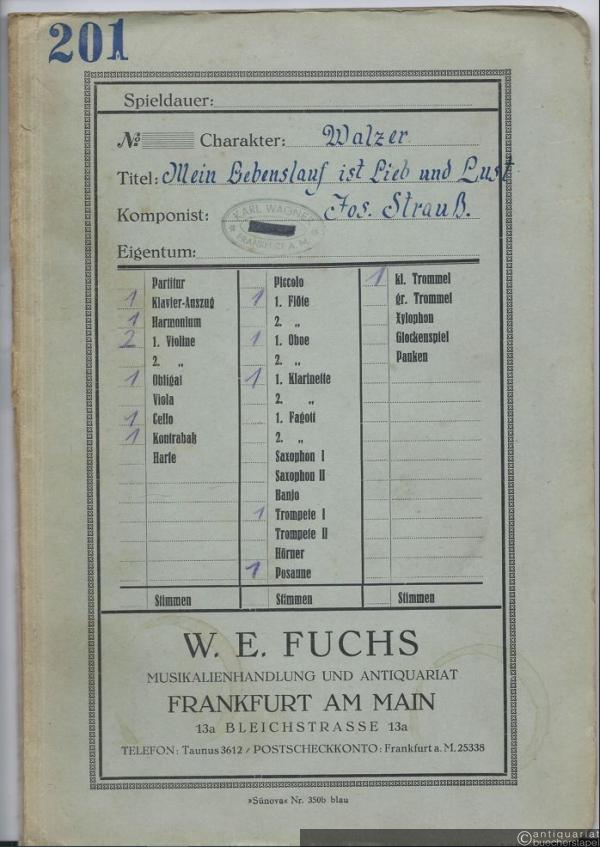 201
Spieldauer:
№ Charakter: Walzer
Titel: Mein Lebenslauf ist Lieb und Lust
Komponist: Jos. Strauß.
KARL WAGNER
FRANKFURT A. M.
Eigentum:
Partitur
1 Klavier-Auszug
1 Harmonium
2 1. Violine
2. „
1 Obligat
Viola
1 Cello
1 Kontrabaß
Harfe
Stimmen
Piccolo
1 1. Flöte
2. „
1 1. Oboe
2. „
1 1. Klarinette
2. „
1. Fagott
2. „
Saxophon I
Saxophon II
Banjo
1 Trompete I
Trompete II
Hörner
1 Posaune
Stimmen
1 kl. Trommel
gr. Trommel
Xylophon
Glockenspiel
Pauken
Stimmen
W. E. FUCHS
MUSIKALIENHANDLUNG UND ANTIQUARIAT
FRANKFURT AM MAIN
13a BLEICHSTRASSE 13a
TELEFON: Taunus 3612 / POSTSCHECKKONTO: Frankfurt a. M. 25338
»Sünova« Nr. 350b blau
antiquariat
buecherstapel